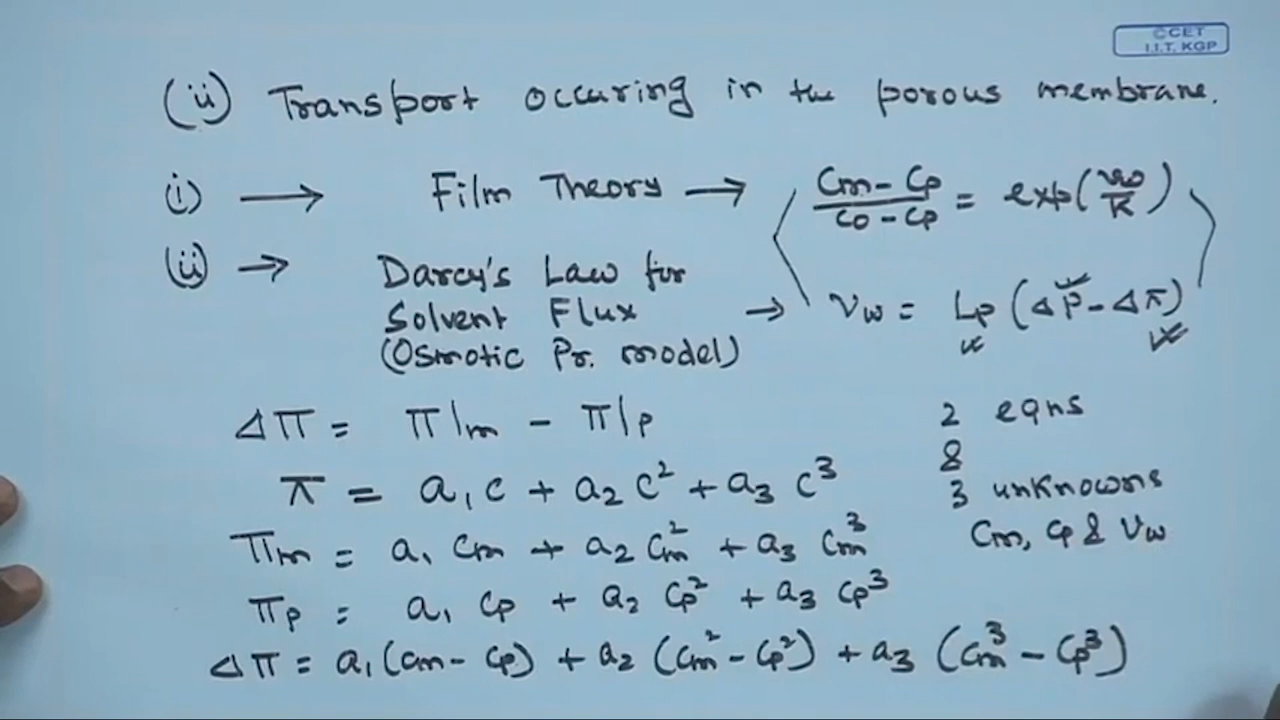 ©CET
I.I.T. KGP
(ii) Transport occuring in the porous membrane.
i) → Film Theory → Cm - Cp / Co - Cp = exp(vw/k)
(ii) → Darcy's Law for
Solvent Flux → Vw = Lp (ΔP - Δπ)
(Osmotic Pr. model)
Δπ = π|m - π|p
2 eqns
&
π = a1 c + a2 c² + a3 c³
3 unknowns
πm = a1 Cm + a2 Cm² + a3 Cm³
Cm, Cp & Vw
πp = a1 Cp + a2 Cp² + a3 Cp³
Δπ = a1(Cm - Cp) + a2 (Cm² - Cp²) + a3 (Cm³ - Cp³)